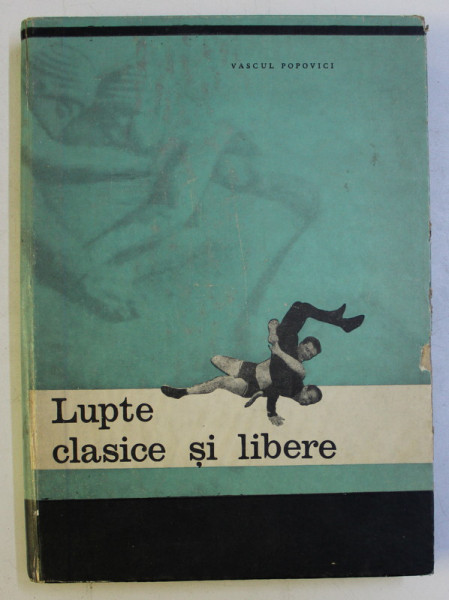 VASCUL POPOVICI
Lupte
clasice și libere